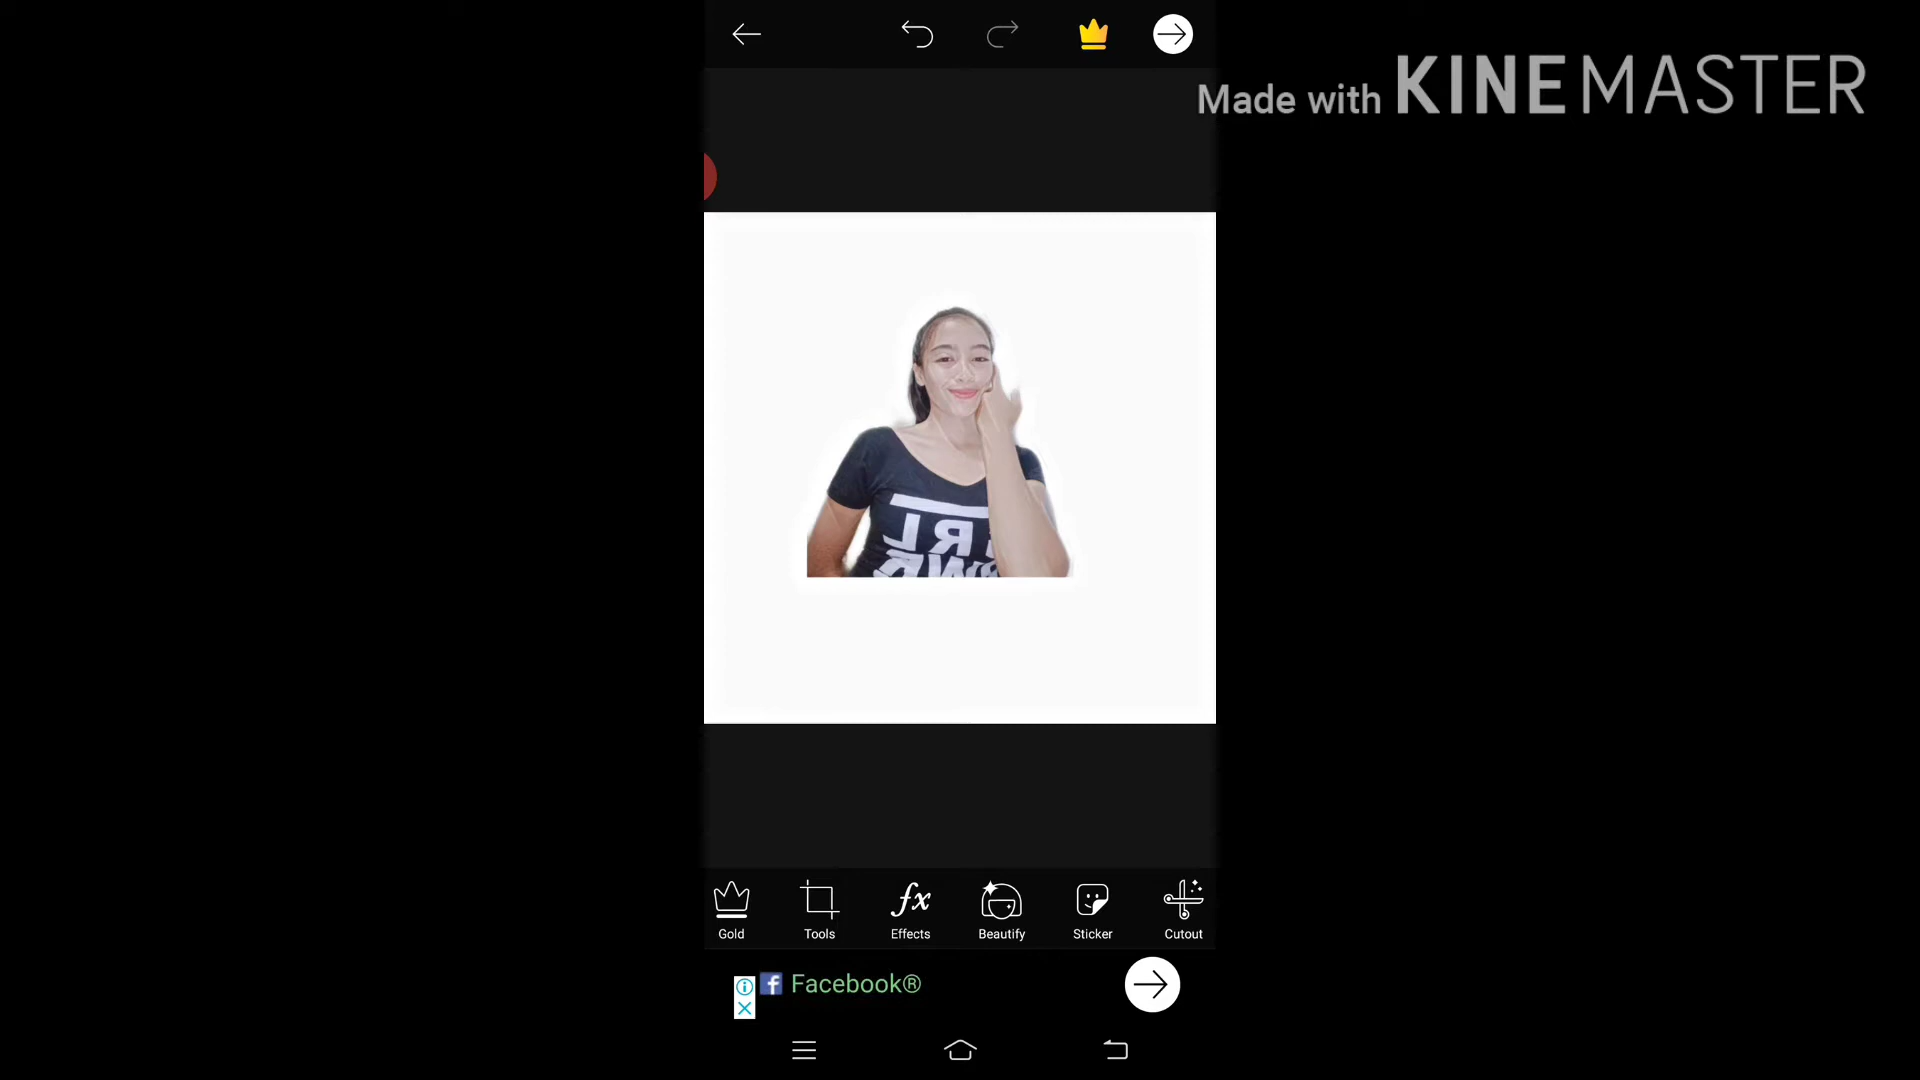 Made with KINEMASTER
Gold
Tools
Effects
Beautify
Sticker
Cutout
Facebook®